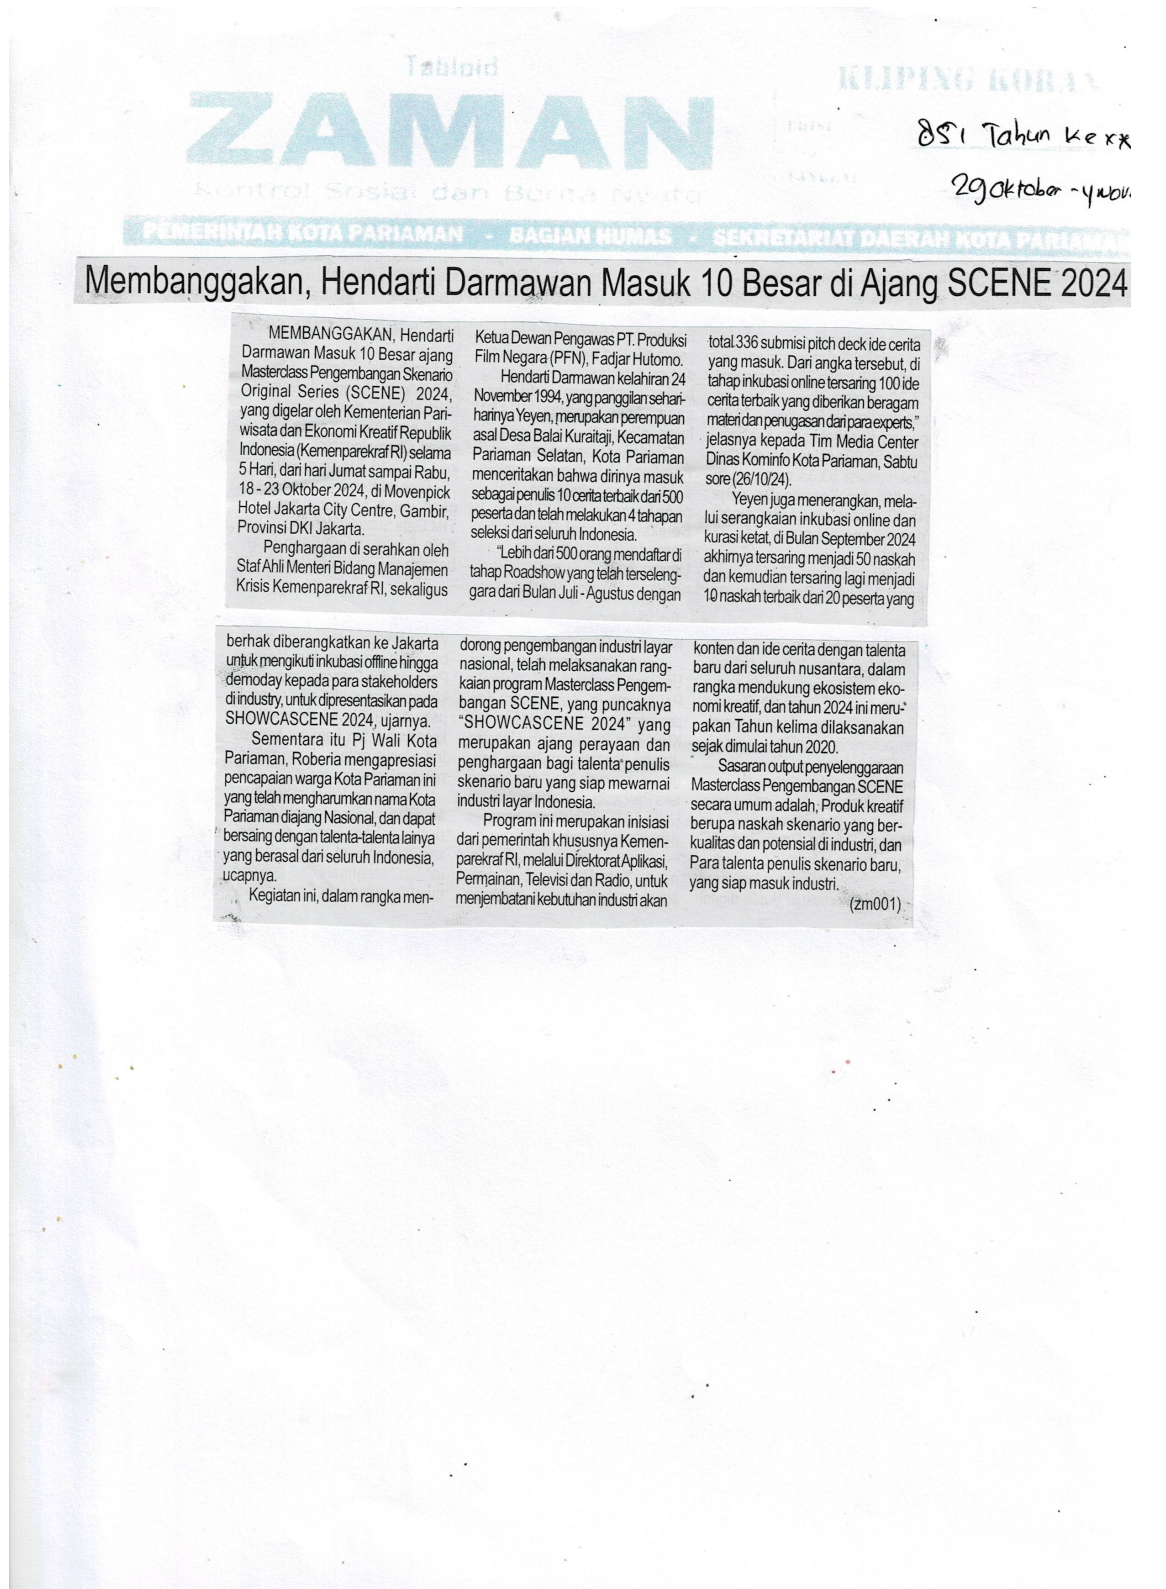 Tabloid
ZAMAN
Kontrol Sosial dan Berita Nyata
KLIPING KORAN
EDISI
851 Tahun Ke xx
TANGGAL
29 Oktober - 4 Nov
PEMERINTAH KOTA PARIAMAN - BAGIAN HUMAS - SEKRETARIAT DAERAH KOTA PARIAMAN
Membanggakan, Hendarti Darmawan Masuk 10 Besar di Ajang SCENE 2024
MEMBANGGAKAN, Hendarti
Darmawan Masuk 10 Besar ajang
Masterclass Pengembangan Skenario
Original Series (SCENE) 2024,
yang digelar oleh Kementerian Pari-
wisata dan Ekonomi Kreatif Republik
Indonesia (Kemenparekraf RI) selama
5 Hari, dari hari Jumat sampai Rabu,
18 - 23 Oktober 2024, di Movenpick
Hotel Jakarta City Centre, Gambir,
Provinsi DKI Jakarta.
Penghargaan di serahkan oleh
Staf Ahli Menteri Bidang Manajemen
Krisis Kemenparekraf RI, sekaligus
Ketua Dewan Pengawas PT. Produksi
Film Negara (PFN), Fadjar Hutomo.
Hendarti Darmawan kelahiran 24
November 1994, yang panggilan sehari-
harinya Yeyen, merupakan perempuan
asal Desa Balai Kuraitaji, Kecamatan
Pariaman Selatan, Kota Pariaman
menceritakan bahwa dirinya masuk
sebagai penulis 10 cerita terbaik dari 500
peserta dan telah melakukan 4 tahapan
seleksi dari seluruh Indonesia.
"Lebih dari 500 orang mendaftar di
tahap Roadshow yang telah terseleng-
gara dari Bulan Juli - Agustus dengan
total 336 submisi pitch deck ide cerita
yang masuk. Dari angka tersebut, di
tahap inkubasi online tersaring 100 ide
cerita terbaik yang diberikan beragam
materi dan penugasan dari para experts,"
jelasnya kepada Tim Media Center
Dinas Kominfo Kota Pariaman, Sabtu
sore (26/10/24).
Yeyen juga menerangkan, mela-
lui serangkaian inkubasi online dan
kurasi ketat, di Bulan September 2024
akhirnya tersaring menjadi 50 naskah
dan kemudian tersaring lagi menjadi
10 naskah terbaik dari 20 peserta yang
berhak diberangkatkan ke Jakarta
untuk mengikuti inkubasi offline hingga
demoday kepada para stakeholders
di industry, untuk dipresentasikan pada
SHOWCASCENE 2024, ujarnya.
Sementara itu Pj Wali Kota
Pariaman, Roberia mengapresiasi
pencapaian warga Kota Pariaman ini
yang telah mengharumkan nama Kota
Pariaman diajang Nasional, dan dapat
bersaing dengan talenta-talenta lainya
yang berasal dari seluruh Indonesia,
ucapnya.
Kegiatan ini, dalam rangka men-
dorong pengembangan industri layar
nasional, telah melaksanakan rang-
kaian program Masterclass Pengem-
bangan SCENE, yang puncaknya
"SHOWCASCENE 2024" yang
merupakan ajang perayaan dan
penghargaan bagi talenta penulis
skenario baru yang siap mewarnai
industri layar Indonesia.
Program ini merupakan inisiasi
dari pemerintah khususnya Kemen-
parekraf RI, melalui Direktorat Aplikasi,
Permainan, Televisi dan Radio, untuk
menjembatani kebutuhan industri akan
konten dan ide cerita dengan talenta
baru dari seluruh nusantara, dalam
rangka mendukung ekosistem eko-
nomi kreatif, dan tahun 2024 ini meru-
pakan Tahun kelima dilaksanakan
sejak dimulai tahun 2020.
Sasaran output penyelenggaraan
Masterclass Pengembangan SCENE
secara umum adalah, Produk kreatif
berupa naskah skenario yang ber-
kualitas dan potensial di industri, dan
Para talenta penulis skenario baru,
yang siap masuk industri.
(zm001)